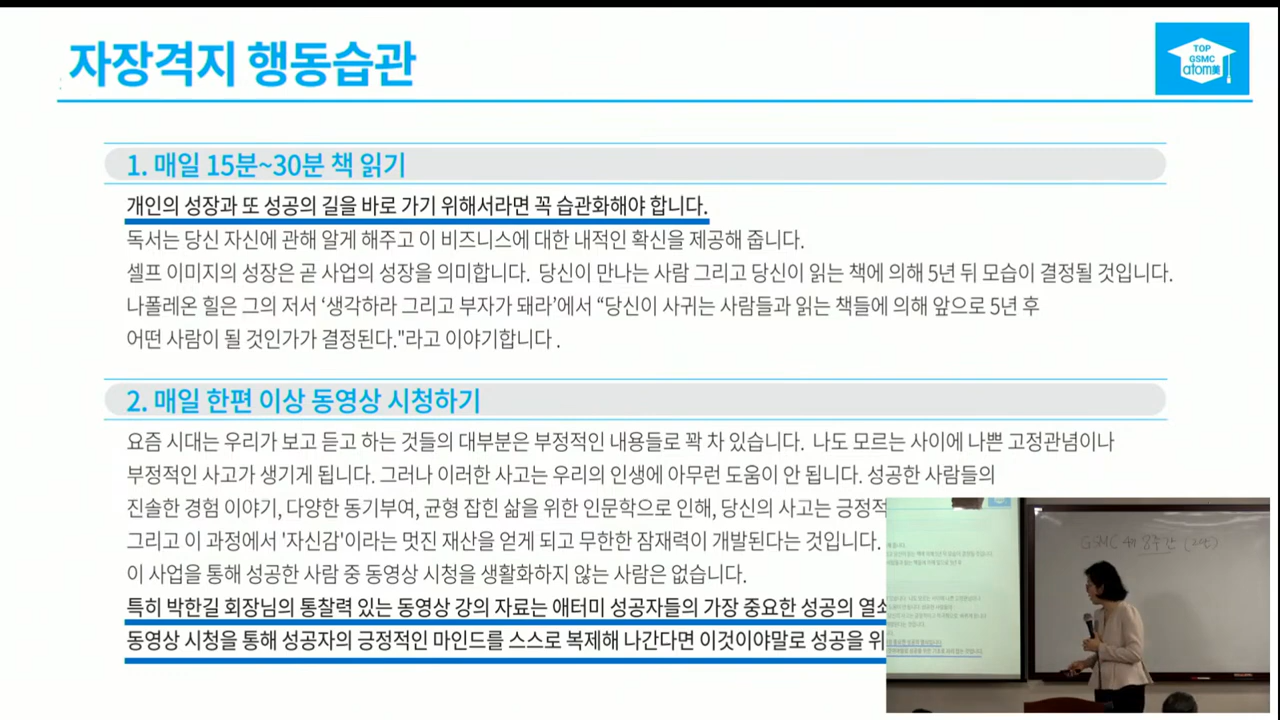 자장격지 행동습관
TOP
GSMC
atom美
1. 매일 15분~30분 책 읽기
개인의 성장과 또 성공의 길을 바로 가기 위해서라면 꼭 습관화해야 합니다.
독서는 당신 자신에 관해 알게 해주고 이 비즈니스에 대한 내적인 확신을 제공해 줍니다.
셀프 이미지의 성장은 곧 사업의 성장을 의미합니다. 당신이 만나는 사람 그리고 당신이 읽는 책에 의해 5년 뒤 모습이 결정될 것입니다.
나폴레온 힐은 그의 저서 ‘생각하라 그리고 부자가 돼라’에서 “당신이 사귀는 사람들과 읽는 책들에 의해 앞으로 5년 후
어떤 사람이 될 것인가가 결정된다."라고 이야기합니다 .
2. 매일 한편 이상 동영상 시청하기
요즘 시대는 우리가 보고 듣고 하는 것들의 대부분은 부정적인 내용들로 꽉 차 있습니다. 나도 모르는 사이에 나쁜 고정관념이나
부정적인 사고가 생기게 됩니다. 그러나 이러한 사고는 우리의 인생에 아무런 도움이 안 됩니다. 성공한 사람들의
진솔한 경험 이야기, 다양한 동기부여, 균형 잡힌 삶을 위한 인문학으로 인해, 당신의 사고는 긍정적
그리고 이 과정에서 '자신감'이라는 멋진 재산을 얻게 되고 무한한 잠재력이 개발된다는 것입니다.
이 사업을 통해 성공한 사람 중 동영상 시청을 생활화하지 않는 사람은 없습니다.
특히 박한길 회장님의 통찰력 있는 동영상 강의 자료는 애터미 성공자들의 가장 중요한 성공의 열쇠
동영상 시청을 통해 성공자의 긍정적인 마인드를 스스로 복제해 나간다면 이것이야말로 성공을 위
GSMC